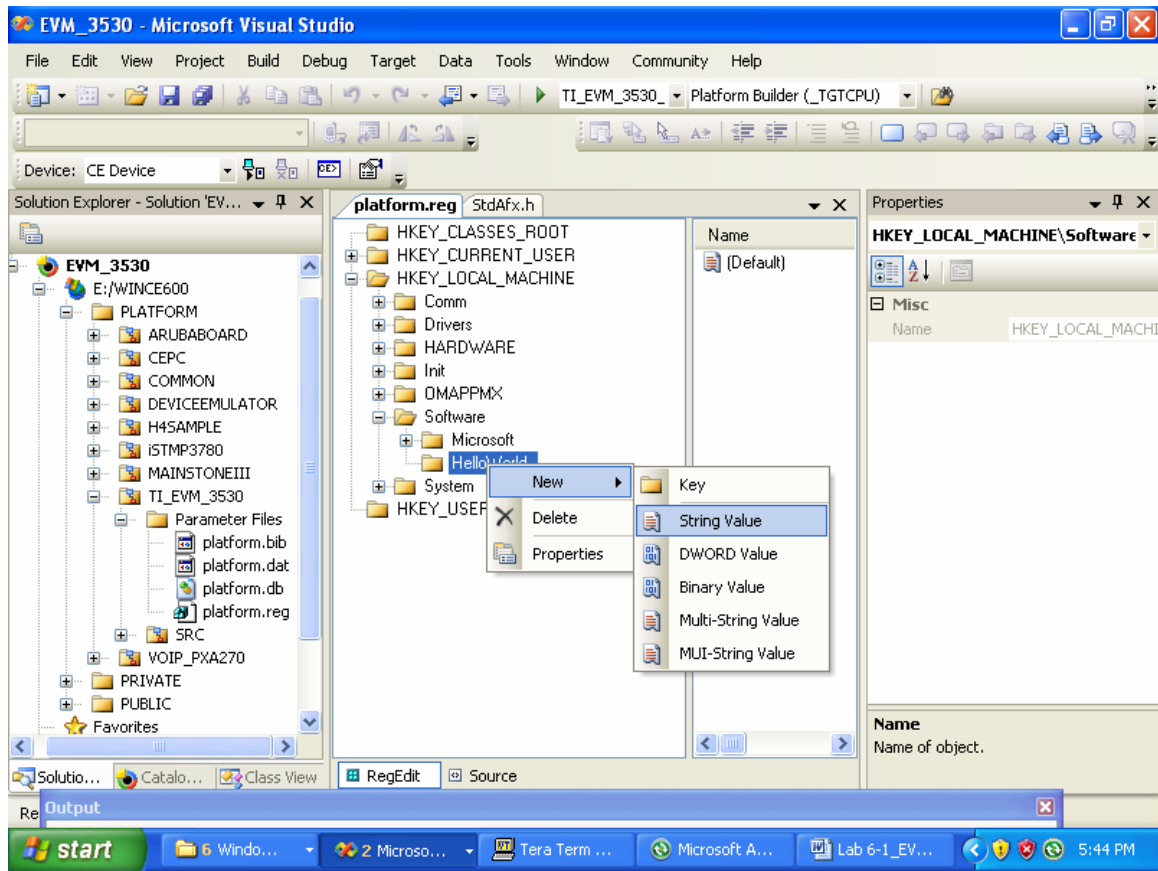 EVM_3530 - Microsoft Visual Studio
File Edit View Project Build Debug Target Data Tools Window Community Help
TI_EVM_3530_ Platform Builder (_TGTCPU)
Device: CE Device
Solution Explorer - Solution 'EV...
EVM_3530
E:/WINCE600
PLATFORM
ARUBABOARD
CEPC
COMMON
DEVICEEMULATOR
H4SAMPLE
iSTMP3780
MAINSTONEIII
TI_EVM_3530
Parameter Files
platform.bib
platform.dat
platform.db
platform.reg
SRC
VOIP_PXA270
PRIVATE
PUBLIC
Favorites
Solutio... Catalo... Class View
platform.reg StdAfx.h
HKEY_CLASSES_ROOT
HKEY_CURRENT_USER
HKEY_LOCAL_MACHINE
Comm
Drivers
HARDWARE
Init
OMAPPMX
Software
Microsoft
HelloWorld
System
HKEY_USER
New
Delete
Properties
Key
String Value
DWORD Value
Binary Value
Multi-String Value
MUI-String Value
Name
(Default)
RegEdit Source
Properties
HKEY_LOCAL_MACHINE\Software
Misc
Name HKEY_LOCAL_MACHI
Name
Name of object.
Re Output
start 6 Windo... 2 Microso... Tera Term ... Microsoft A... Lab 6-1_EV... 5:44 PM